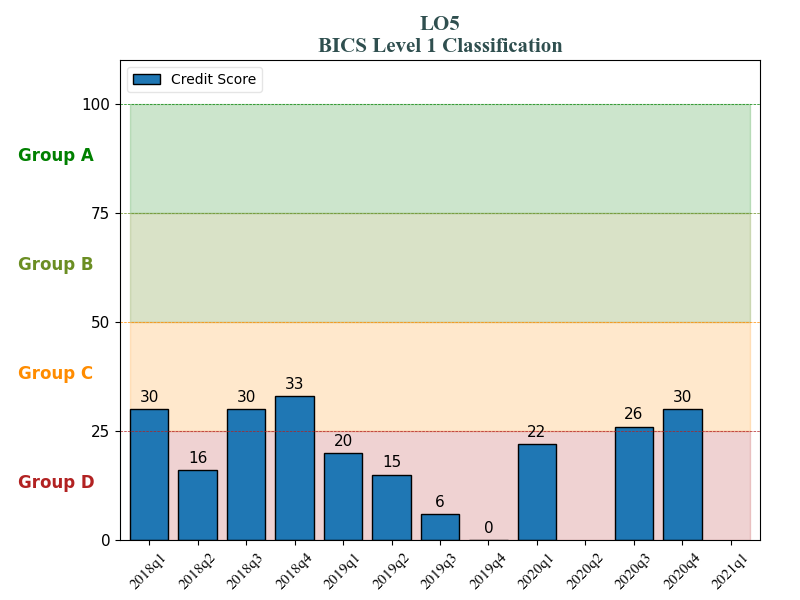 LO5
BICS Level 1 Classification
Credit Score
100
Group A
75
Group B
50
Group C
25
Group D
0
30
16
30
33
20
15
6
0
22
26
30
2018q1
2018q2
2018q3
2018q4
2019q1
2019q2
2019q3
2019q4
2020q1
2020q2
2020q3
2020q4
2021q1